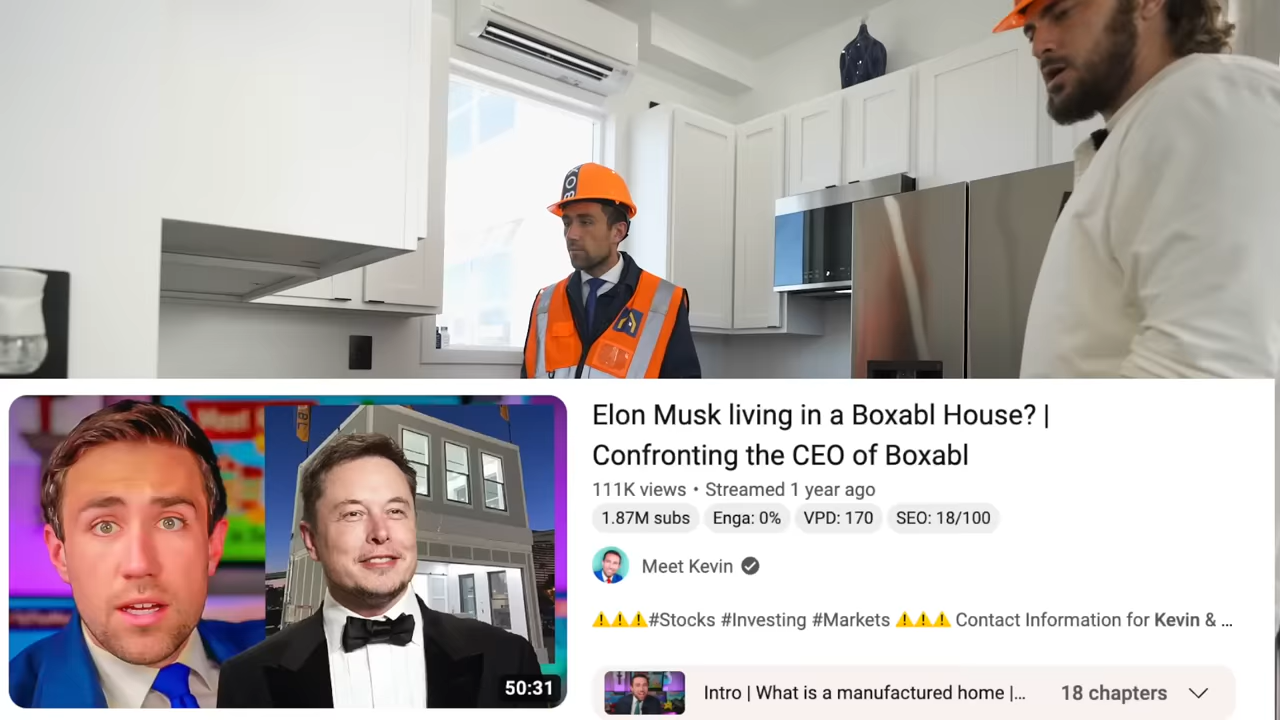 BOX
Elon Musk living in a Boxabl House? |
Confronting the CEO of Boxabl
111K views • Streamed 1 year ago
1.87M subs Enga: 0% VPD: 170 SEO: 18/100
Meet Kevin
⚠️⚠️⚠️#Stocks #Investing #Markets ⚠️⚠️⚠️ Contact Information for Kevin & ...
50:31
Intro | What is a manufactured home |... 18 chapters